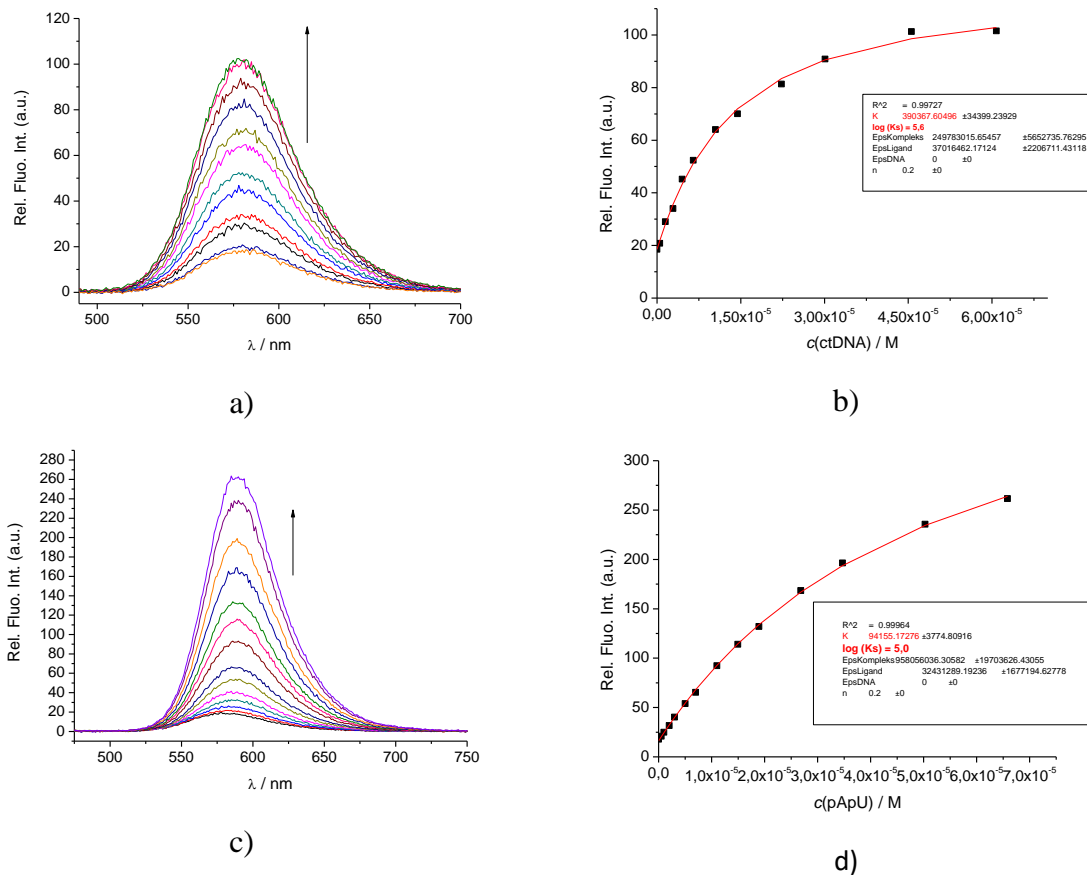 120
100
80
60
40
20
0
Rel. Fluo. Int. (a.u.)
500 550 600 650 700
λ / nm
a)
120
100
80
60
40
20
0
Rel. Fluo. Int. (a.u.)
R^2 = 0.99727
K 390367.60496 ±34399.23929
log (Ks) = 5,6
EpsKompleks 249783015.65457 ±5652735.76295
EpsLigand 37016462.17124 ±2206711.43118
EpsDNA 0 ±0
n 0.2 ±0
0,00 1,50x10-5 3,00x10-5 4,50x10-5 6,00x10-5
c(ctDNA) / M
b)
280
260
240
220
200
180
160
140
120
100
80
60
40
20
0
Rel. Fluo. Int. (a.u.)
500 550 600 650 700 750
λ / nm
c)
300
250
200
150
100
50
0
Rel. Fluo. Int. (a.u.)
R^2 = 0.99964
K 94155.17276 ±3774.80916
log (Ks) = 5,0
EpsKompleks958056036.30582 ±19703626.43055
EpsLigand 32431289.19236 ±1677194.62778
EpsDNA 0 ±0
n 0.2 ±0
0,0 1,0x10-5 2,0x10-5 3,0x10-5 4,0x10-5 5,0x10-5 6,0x10-5 7,0x10-5
c(pApU) / M
d)